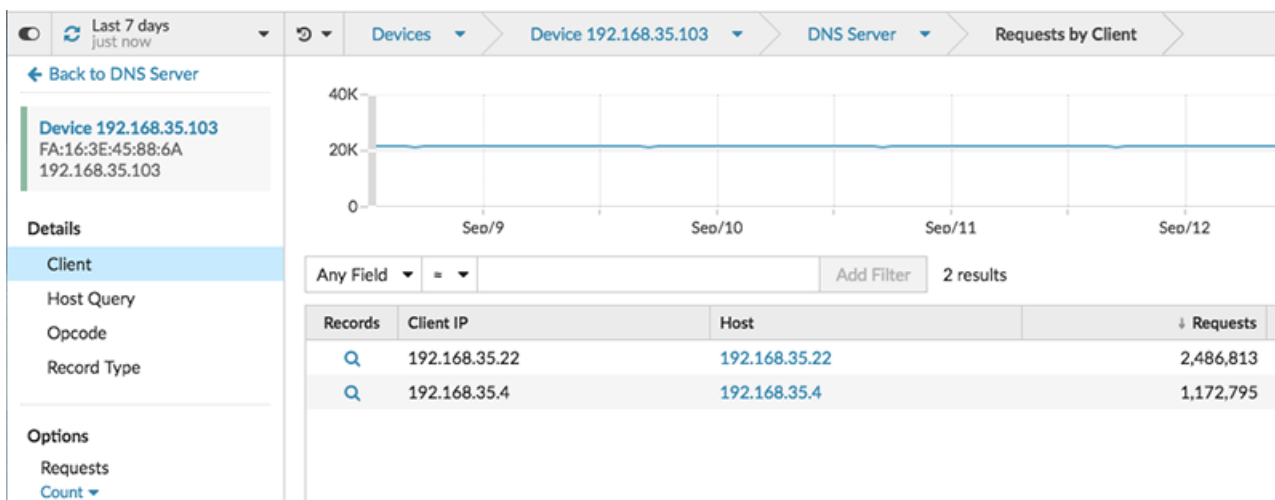 Last 7 days
just now
Devices
Device 192.168.35.103
DNS Server
Requests by Client
Back to DNS Server
Device 192.168.35.103
FA:16:3E:45:88:6A
192.168.35.103
Details
Client
Host Query
Opcode
Record Type
Options
Requests
Count
40K
20K
0
Sep/9
Sep/10
Sep/11
Sep/12
Any Field
=
Add Filter
2 results
Records Client IP Host ↓ Requests
192.168.35.22 192.168.35.22 2,486,813
192.168.35.4 192.168.35.4 1,172,795